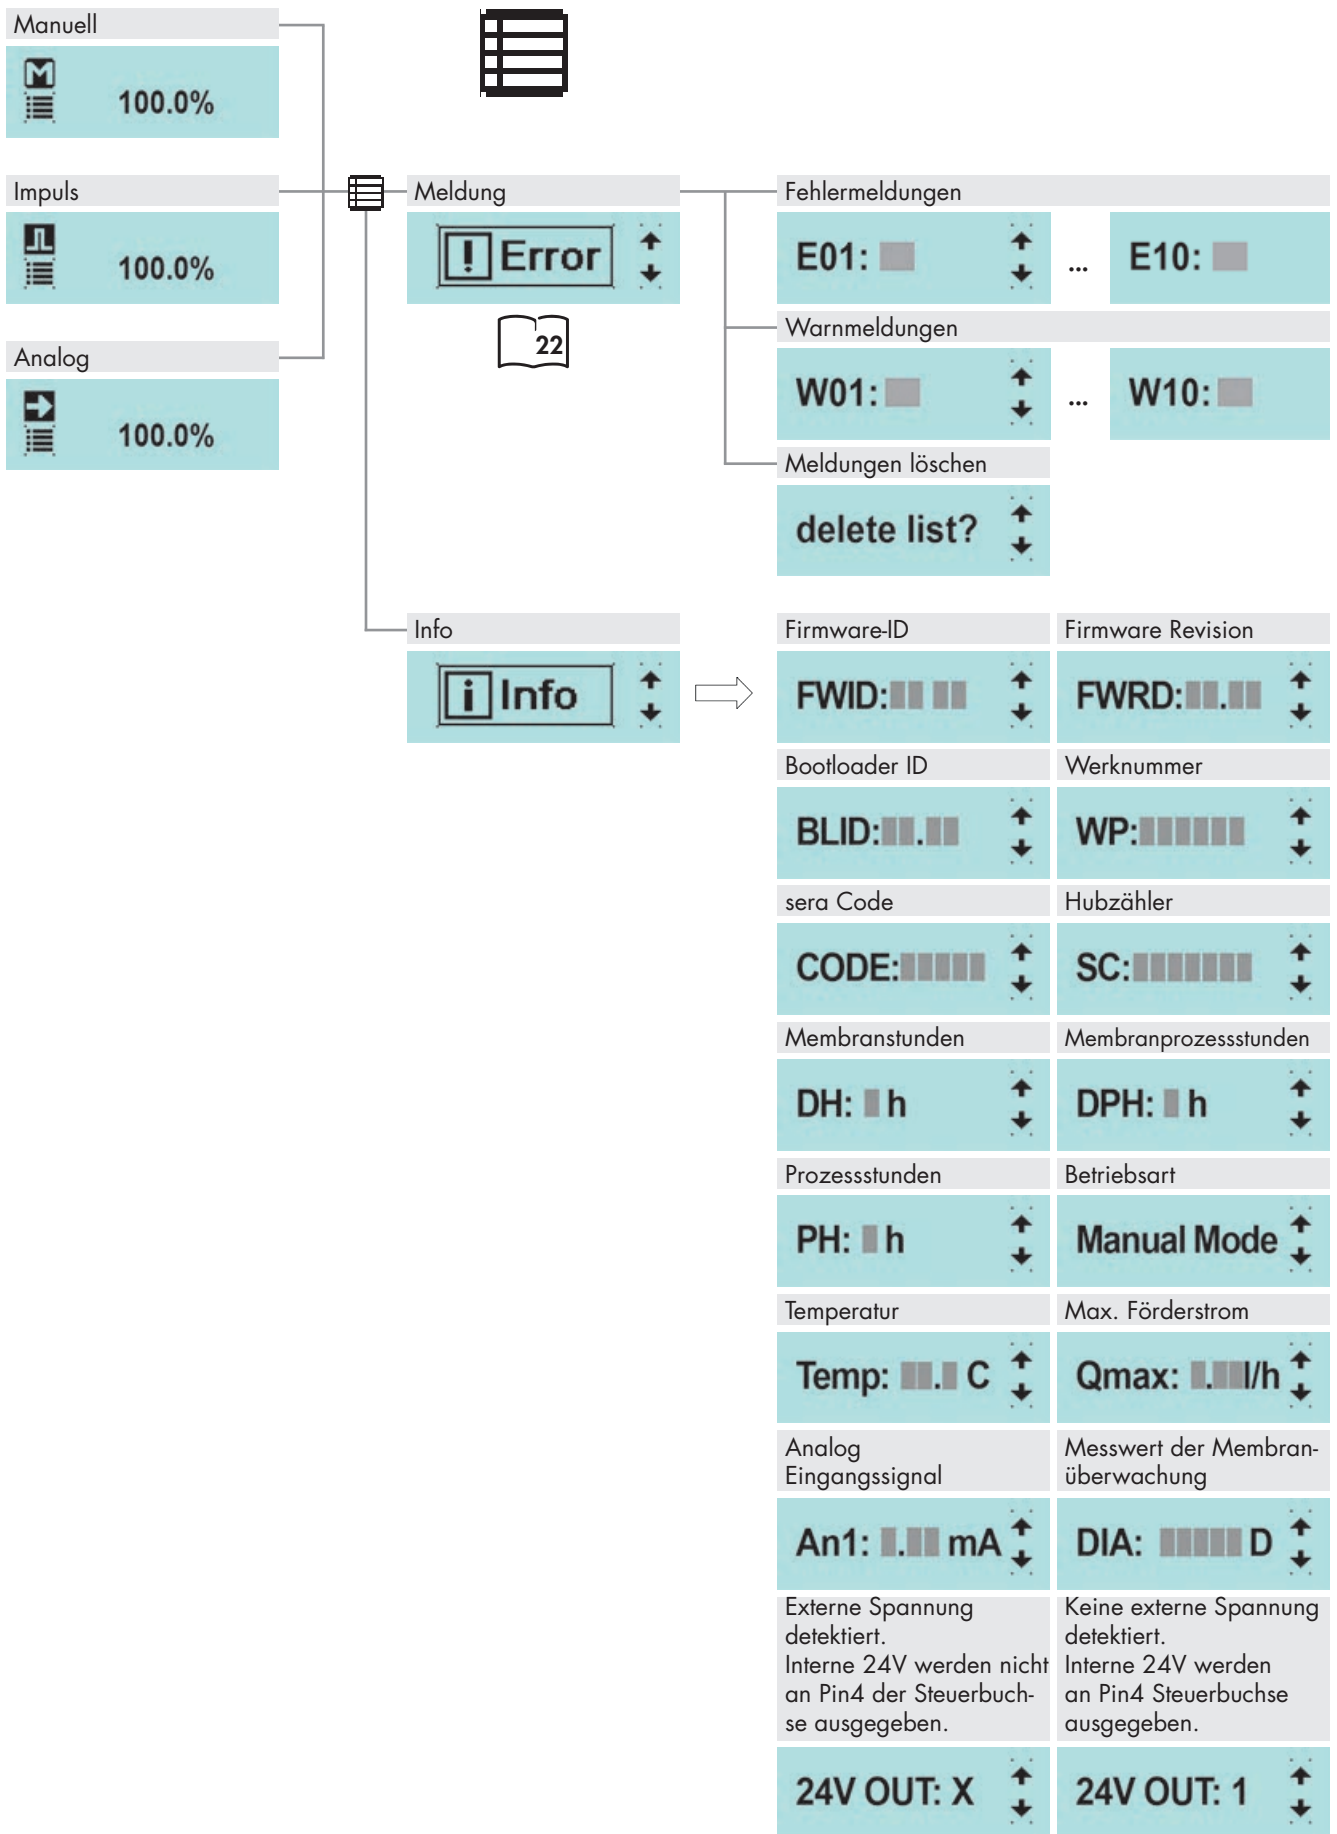 Manuell
M
100.0%
Impuls
100.0%
Analog
100.0%
Meldung
! Error
22
Fehlermeldungen
E01:
...
E10:
Warnmeldungen
W01:
...
W10:
Meldungen löschen
delete list?
Info
i Info
Firmware-ID
Firmware Revision
FWID:
FWRD: .
Bootloader ID
Werknummer
BLID: .
WP:
sera Code
Hubzähler
CODE:
SC:
Membranstunden
Membranprozessstunden
DH: h
DPH: h
Prozessstunden
Betriebsart
PH: h
Manual Mode
Temperatur
Max. Förderstrom
Temp: . C
Qmax: . l/h
Analog
Eingangssignal
Messwert der Membran-
überwachung
An1: . mA
DIA: D
Externe Spannung
detektiert.
Interne 24V werden nicht
an Pin4 der Steuerbuch-
se ausgegeben.
Keine externe Spannung
detektiert.
Interne 24V werden
an Pin4 Steuerbuchse
ausgegeben.
24V OUT: X
24V OUT: 1